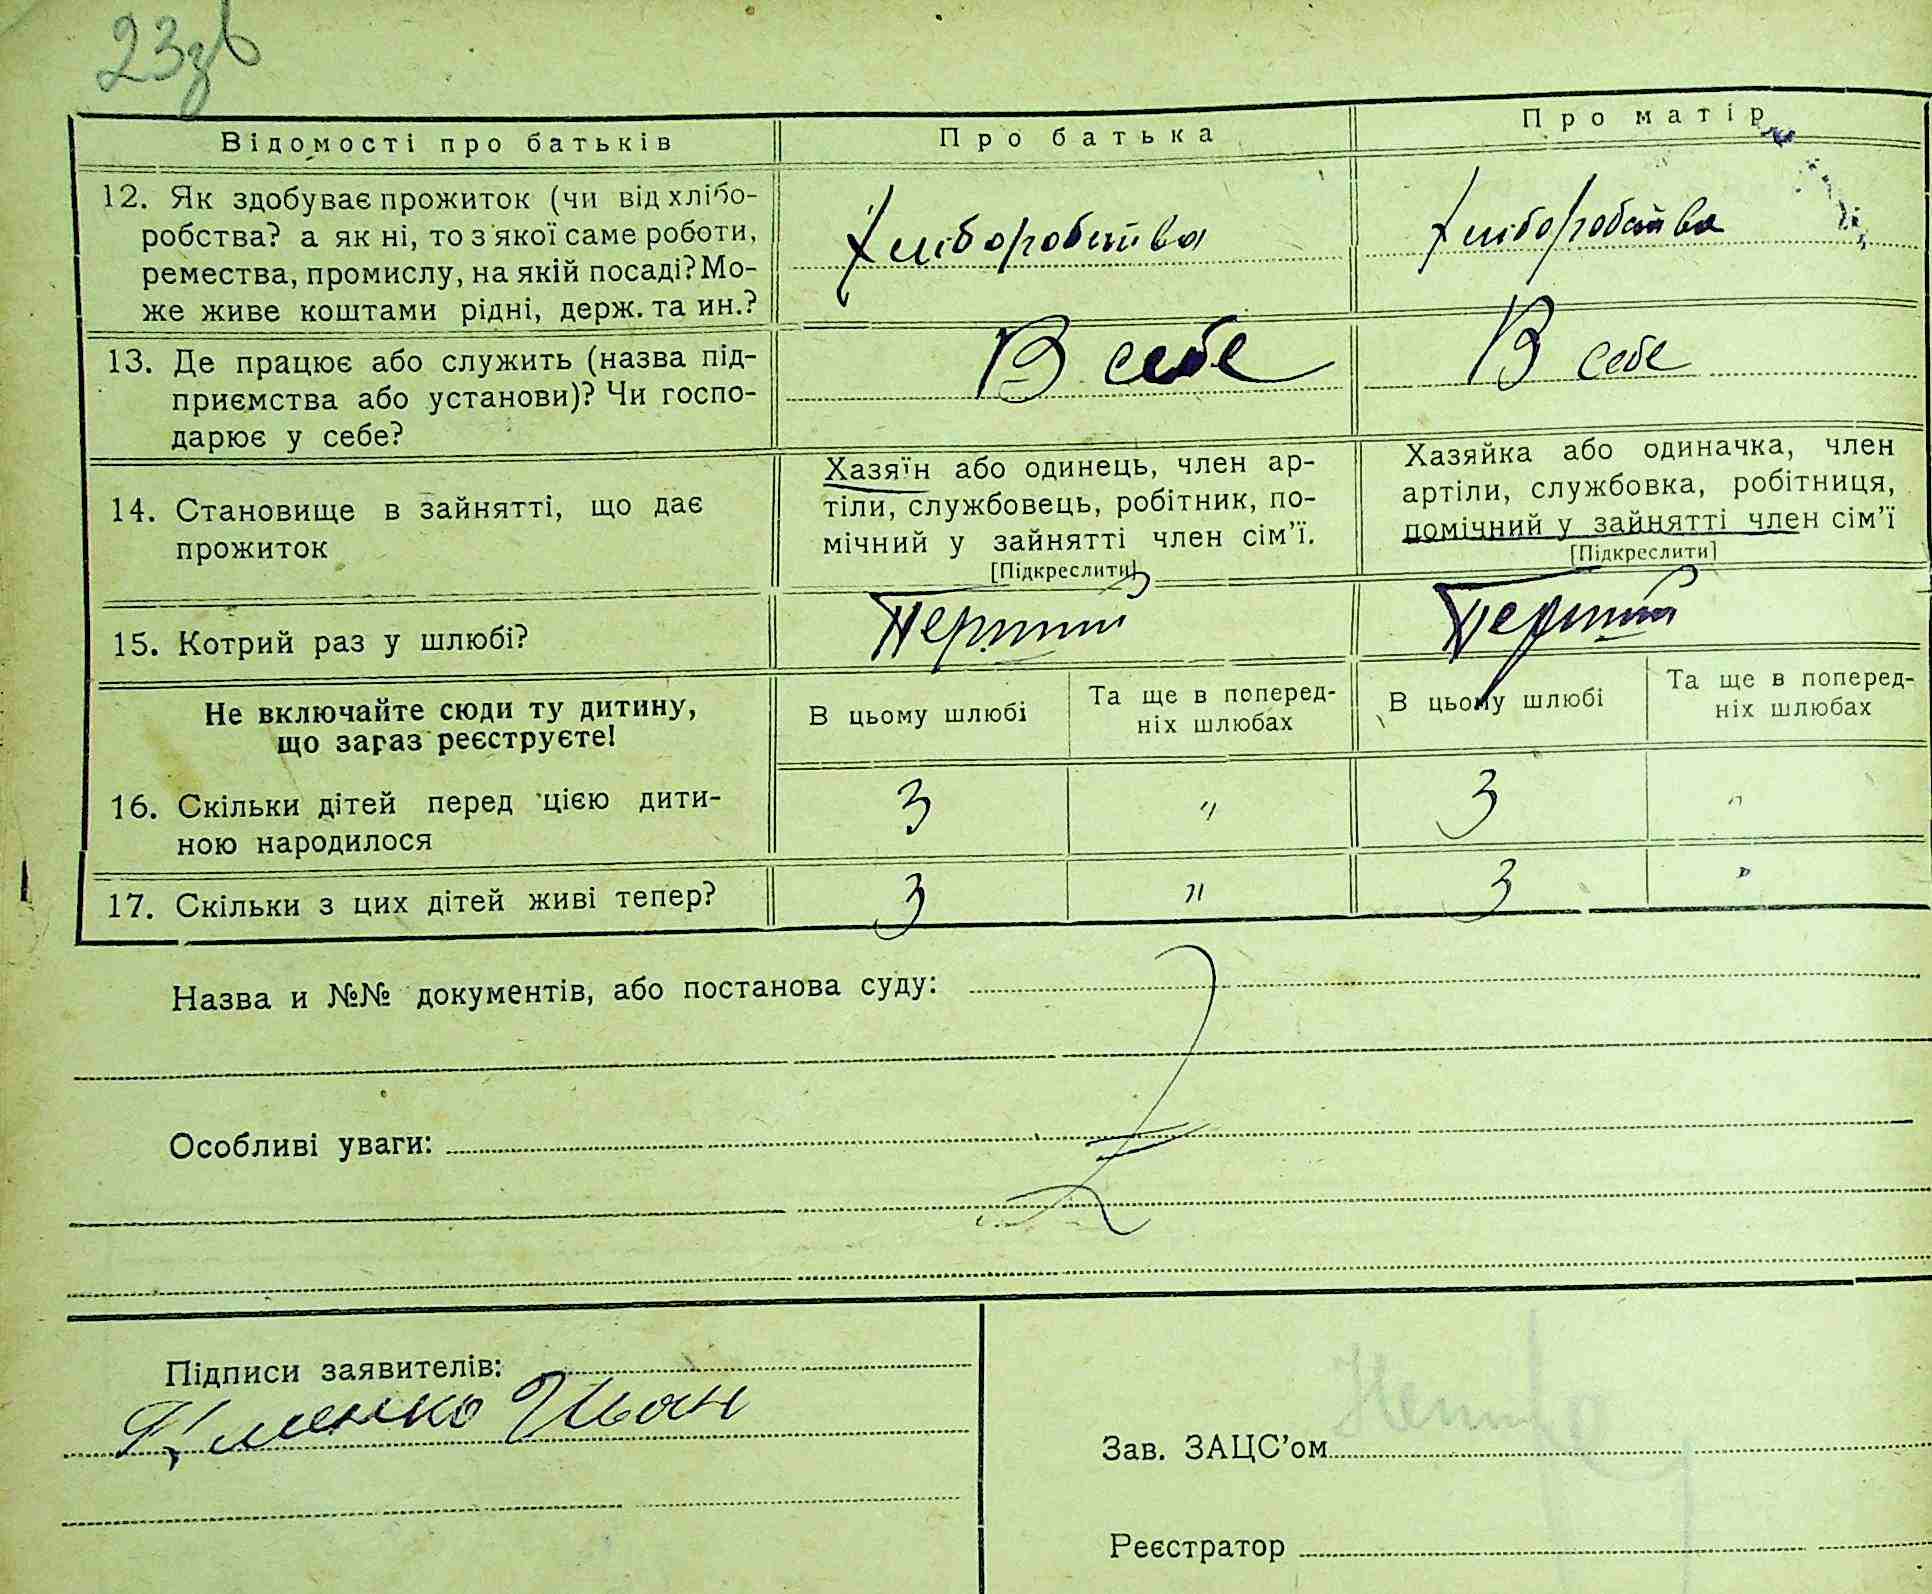 23зв
Відомості про батьків
Про батька
Про матір
12. Як здобуває прожиток (чи від хлібо-
робства? а як ні, то з якої саме роботи,
ремества, промислу, на якій посаді? Мо-
же живе коштами рідні, держ. та ин.?
хліборобства
хліборобства
13. Де працює або служить (назва під-
приємства або установи)? Чи госпо-
дарює у себе?
В себе
В себе
14. Становище в зайнятті, що дає
прожиток
Хазяїн або одинець, член ар-
тіли, службовець, робітник, по-
мічний у зайнятті член сім'ї.
[Підкреслити]
Хазяйка або одиначка, член
артіли, службовка, робітниця,
помічний у зайнятті член сім'ї
[Підкреслити]
15. Котрий раз у шлюбі?
Перший
Перший
Не включайте сюди ту дитину,
що зараз реєструєте!
В цьому шлюбі
Та ще в поперед-
ніх шлюбах
В цьому шлюбі
Та ще в поперед-
ніх шлюбах
16. Скільки дітей перед цією дити-
ною народилося
3 " 3 "
17. Скільки з цих дітей живі тепер?
3 " 3 "
Назва и №№ документів, або постанова суду:
Особливі уваги:
Підписи заявителів:
Клменко Иван
Зав. ЗАЦС'ом
Реєстратор